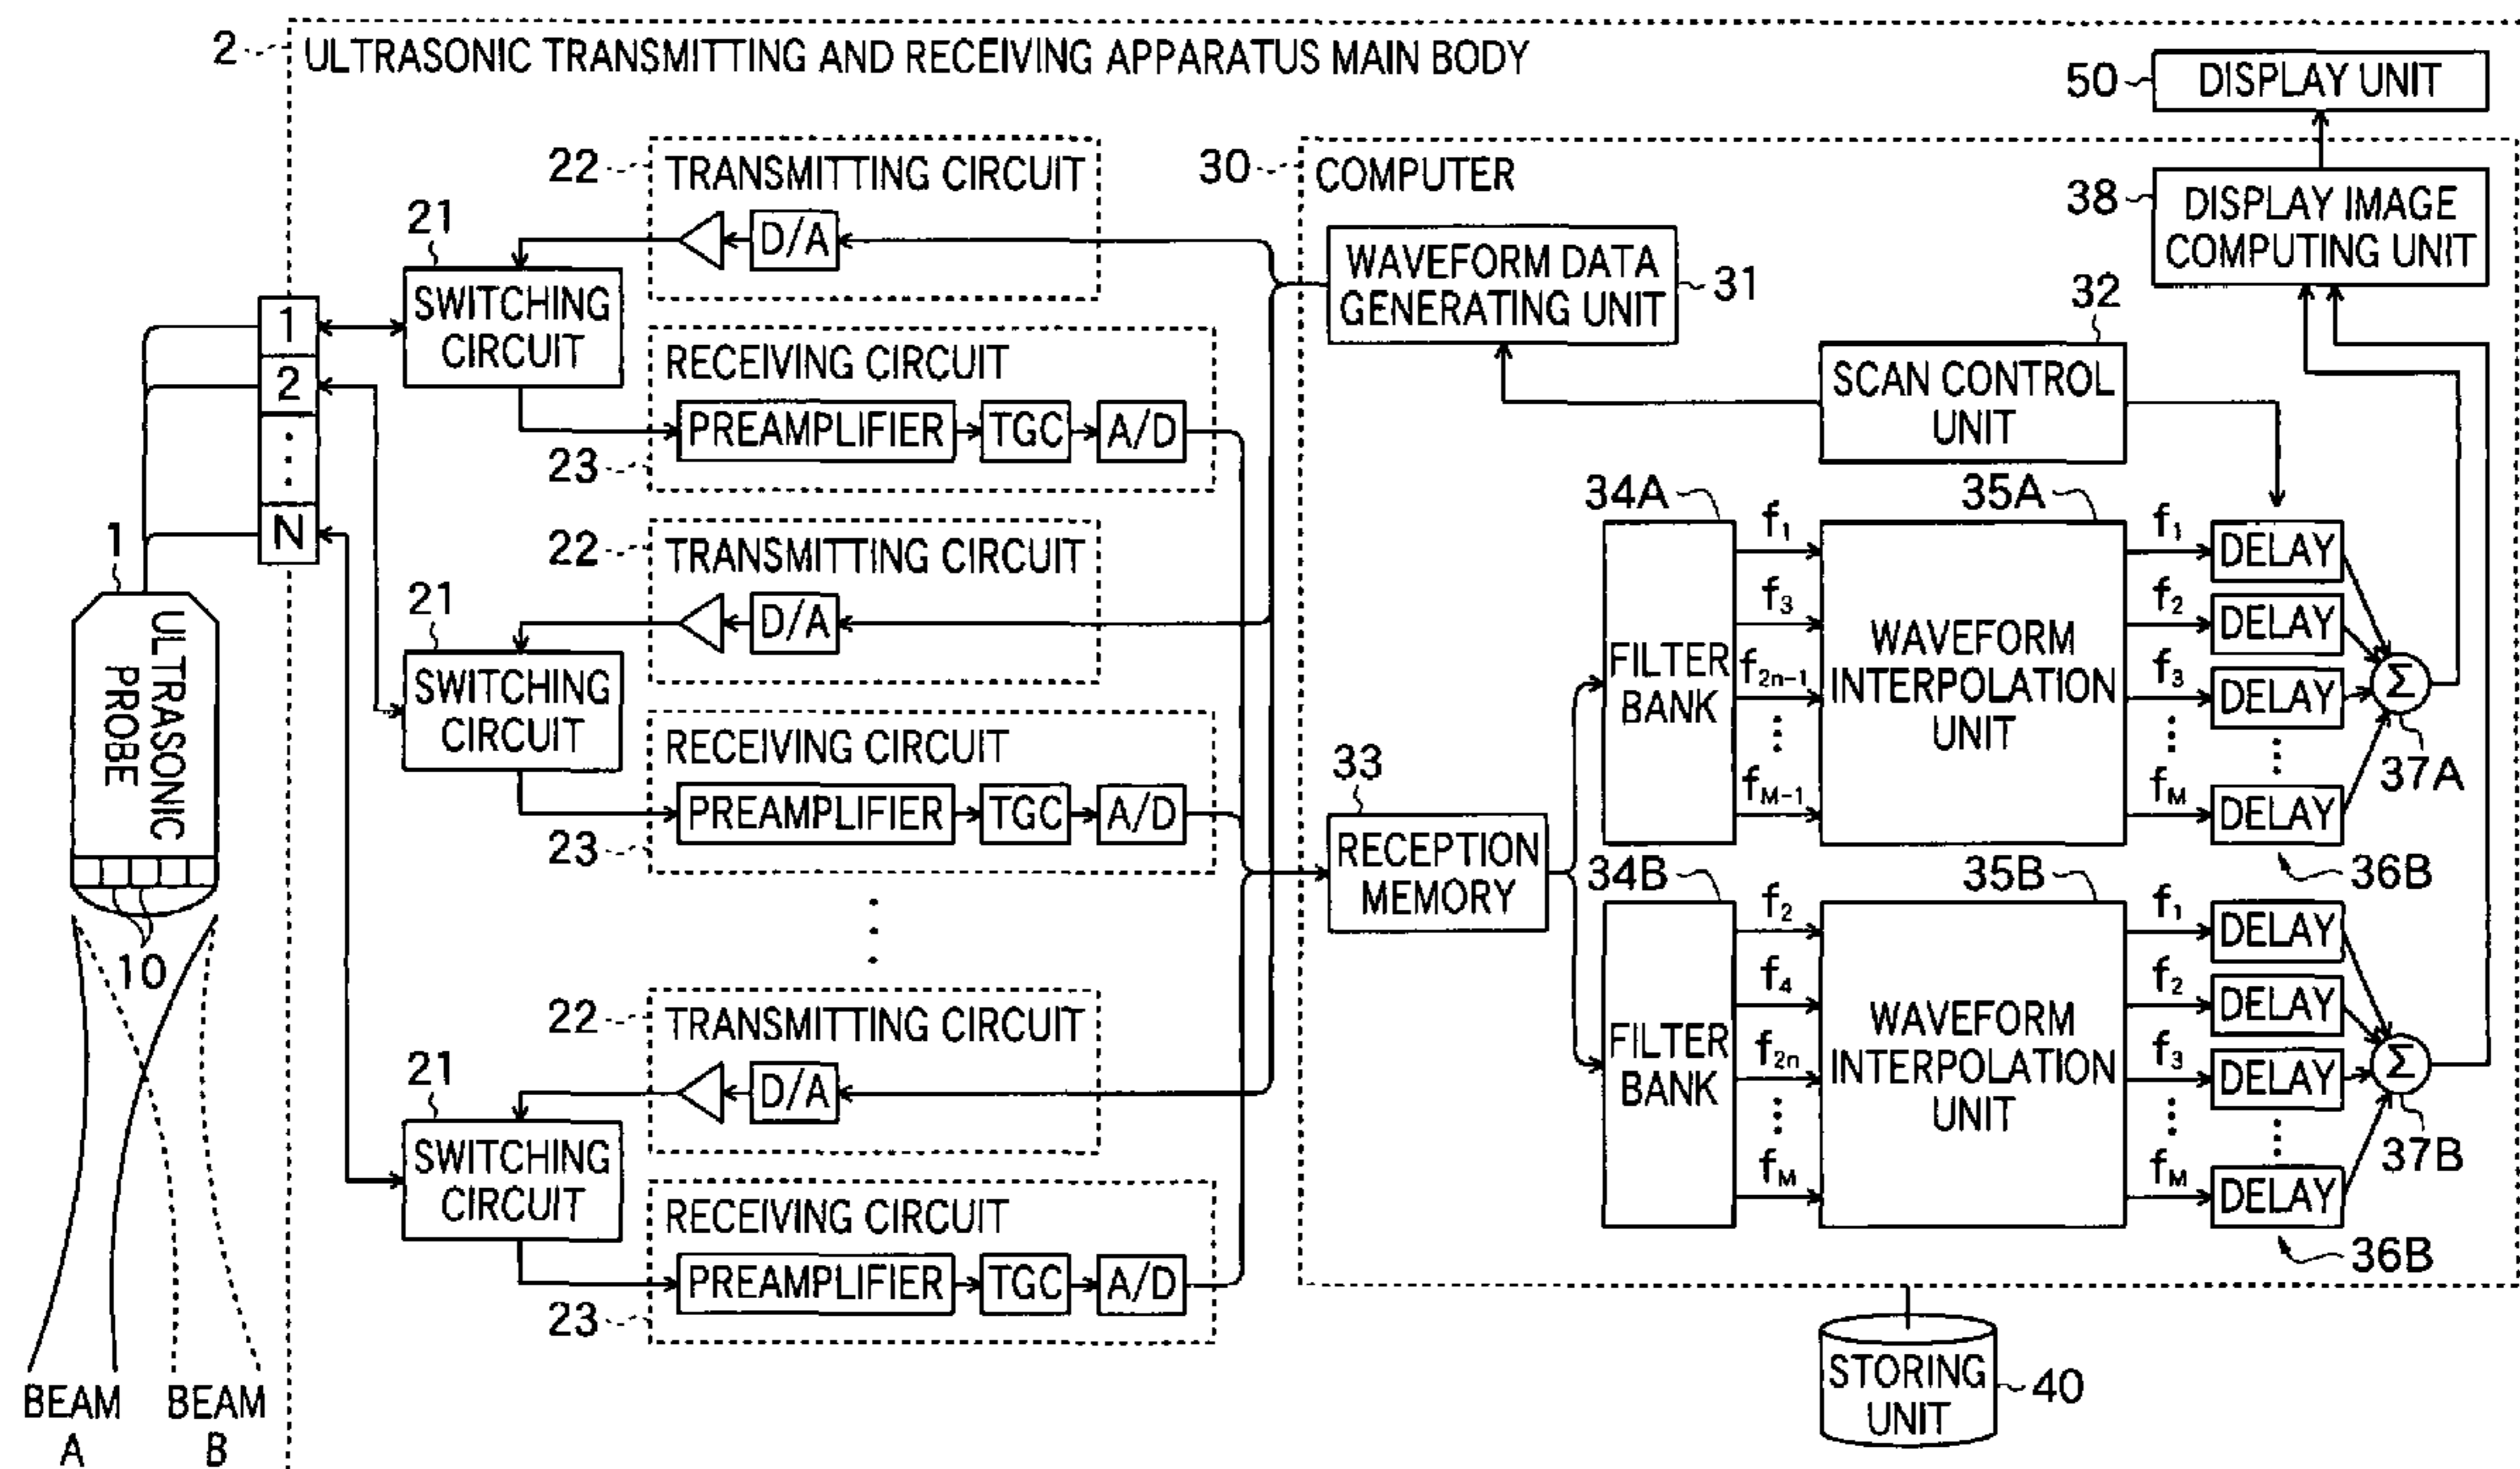 2
ULTRASONIC TRANSMITTING AND RECEIVING APPARATUS MAIN BODY
50
DISPLAY UNIT
22
TRANSMITTING CIRCUIT
D/A
30
COMPUTER
38
DISPLAY IMAGE
COMPUTING UNIT
21
SWITCHING
CIRCUIT
WAVEFORM DATA
GENERATING UNIT
31
32
SCAN CONTROL
UNIT
1
2
N
RECEIVING CIRCUIT
PREAMPLIFIER
TGC
A/D
23
22
TRANSMITTING CIRCUIT
D/A
21
SWITCHING
CIRCUIT
RECEIVING CIRCUIT
PREAMPLIFIER
TGC
A/D
23
1
ULTRASONIC
PROBE
10
BEAM
A
BEAM
B
22
TRANSMITTING CIRCUIT
D/A
21
SWITCHING
CIRCUIT
RECEIVING CIRCUIT
PREAMPLIFIER
TGC
A/D
23
33
RECEPTION
MEMORY
34A
FILTER
BANK
f1
f3
f2n-1
fM-1
35A
WAVEFORM
INTERPOLATION
UNIT
f1
f2
f3
fM
DELAY
DELAY
DELAY
DELAY
Σ
37A
36B
34B
FILTER
BANK
f2
f4
f2n
fM
35B
WAVEFORM
INTERPOLATION
UNIT
f1
f2
f3
fM
DELAY
DELAY
DELAY
DELAY
Σ
37B
36B
STORING
UNIT
40